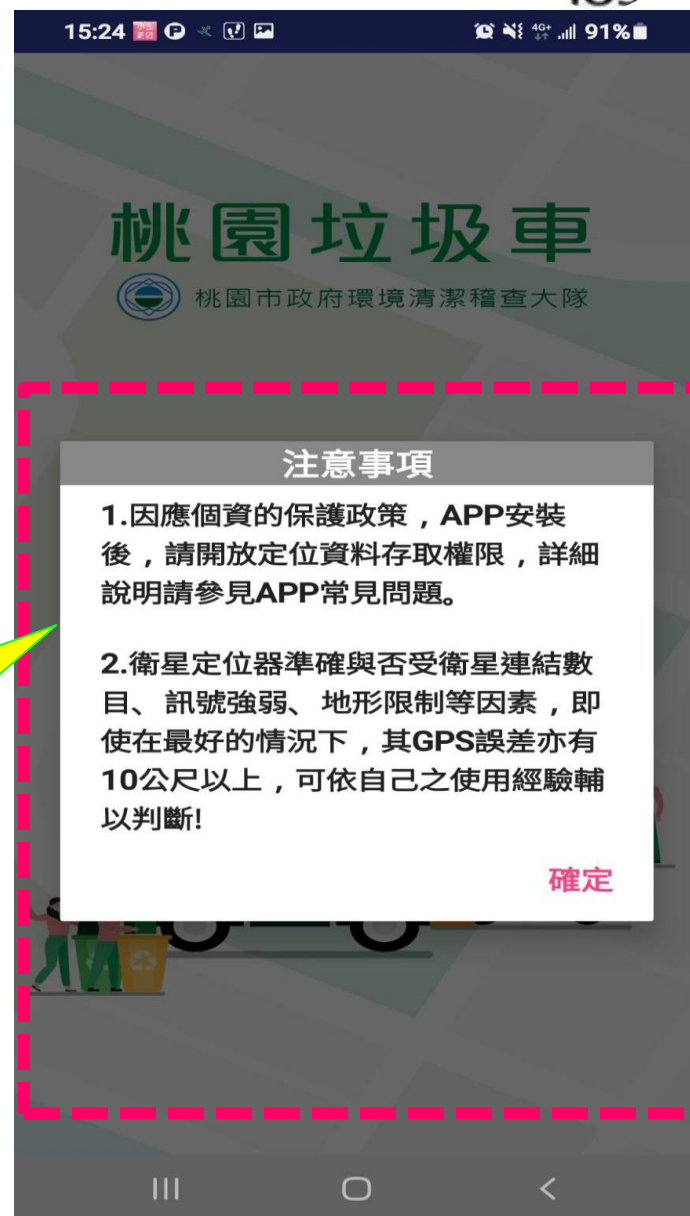 15:24
4G+
91%
桃園垃圾車
桃園市政府環境清潔稽查大隊
注意事項
1.因應個資的保護政策，APP安裝
後，請開放定位資料存取權限，詳細
說明請參見APP常見問題。
2.衛星定位器準確與否受衛星連結數
目、 訊號強弱、 地形限制等因素，即
使在最好的情況下，其GPS誤差亦有
10公尺以上，可依自己之使用經驗輔
以判斷!
確定